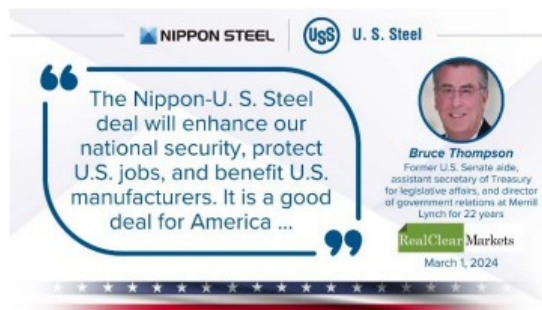 NIPPON STEEL
USS
U. S. Steel
The Nippon-U. S. Steel
deal will enhance our
national security, protect
U.S. jobs, and benefit U.S.
manufacturers. It is a good
deal for America ...
Bruce Thompson
Former U.S. Senate aide,
assistant secretary of Treasury
for legislative affairs, and director
of government relations at Merrill
Lynch for 22 years
RealClear Markets
March 1, 2024